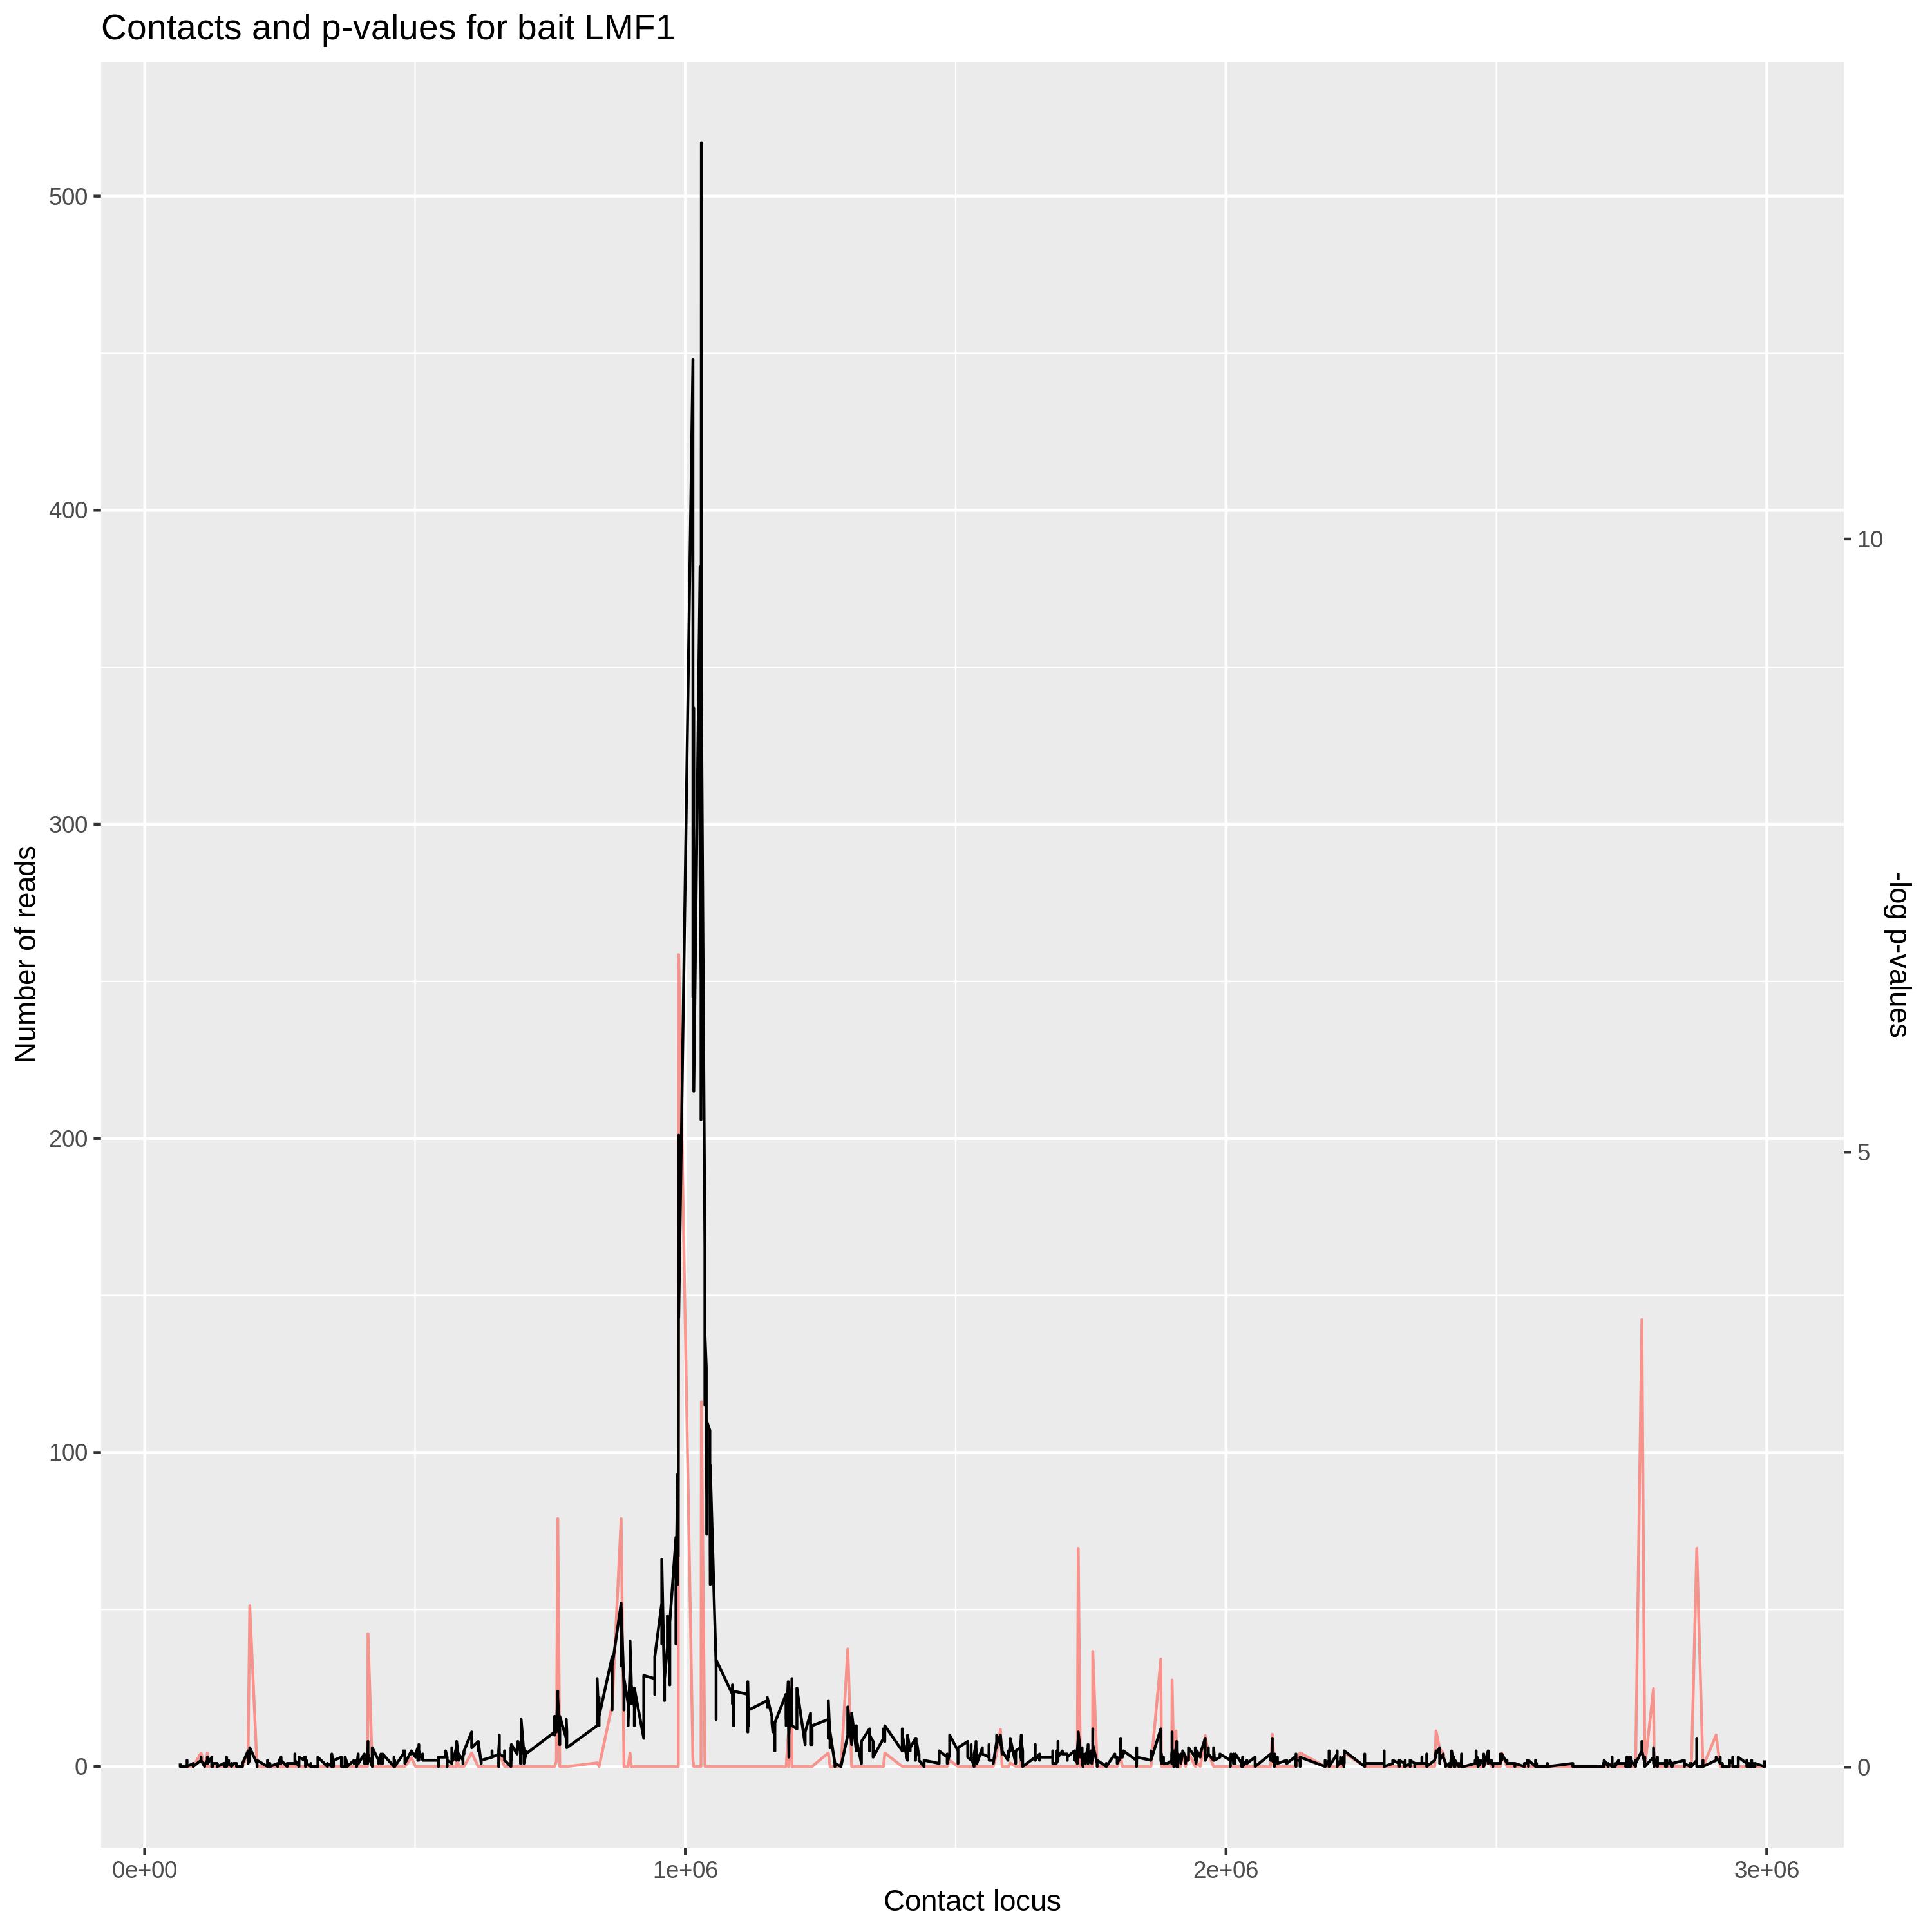 Contacts and p-values for bait LMF1
500
400
300
200
100
0
Number of reads
10
5
0
-log p-values
0e+00
1e+06
2e+06
3e+06
Contact locus